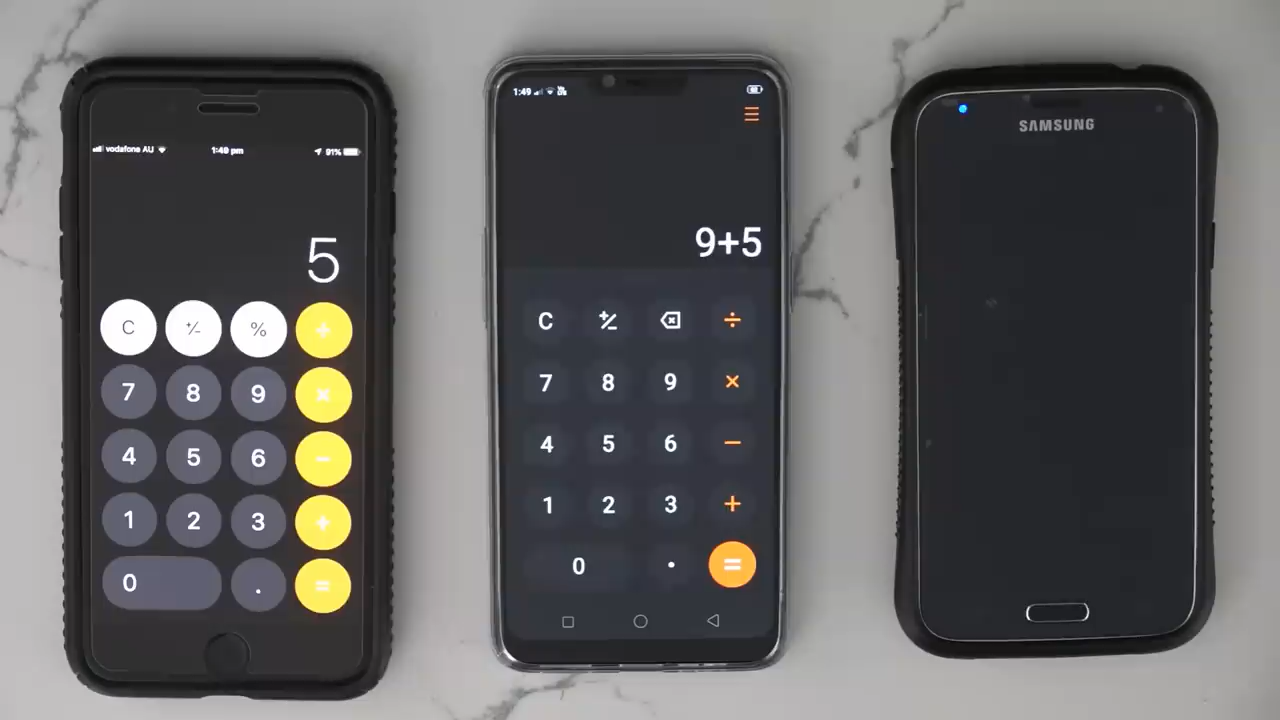 vodafone AU 1:49 pm 91%
5
C +/- %  ÷
7 8 9 ×
4 5 6 −
1 2 3 +
0 . =
1:49
9+5
C +/- ÷
7 8 9 ×
4 5 6 −
1 2 3 +
0 . =
SAMSUNG